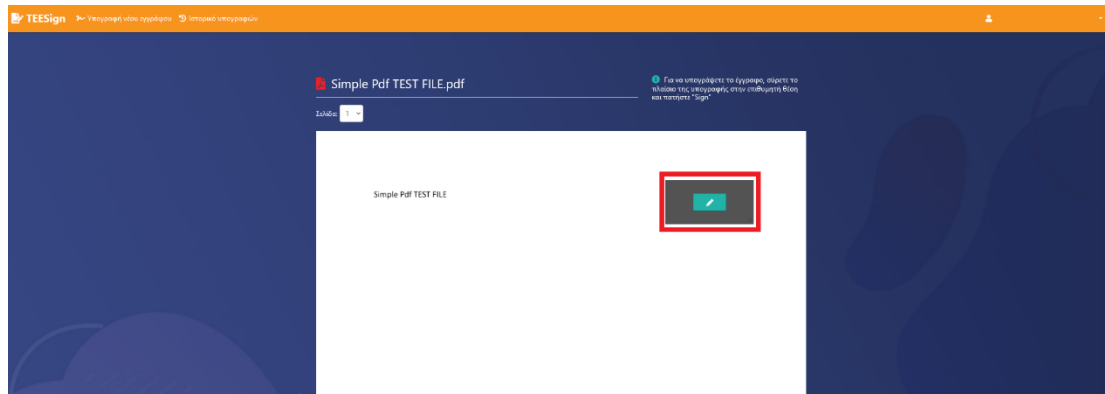 TEESign Υπογραφή νέου εγγράφου Ιστορικό υπογραφών
Simple Pdf TEST FILE.pdf
Για να υπογράψετε το έγγραφο, σύρετε το
πλαίσιο της υπογραφής στην επιθυμητή θέση
και πατήστε "Sign"
Σελίδα: 1
Simple Pdf TEST FILE